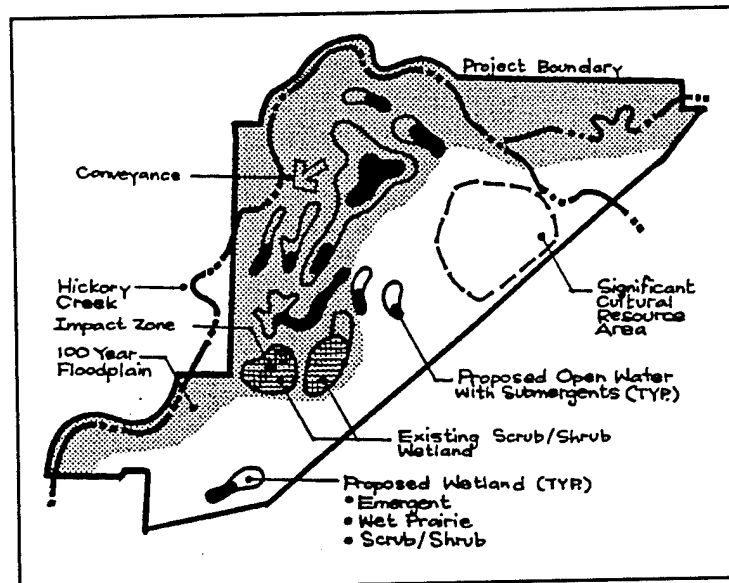 Project Boundary
Conveyance
Hickory
Creek
Impact Zone
100 Year
Floodplain
Significant
Cultural
Resource
Area
Proposed Open Water
With Submergents (TYP.)
Existing Scrub/Shrub
Wetland
Proposed Wetland (TYP.)
• Emergent
• Wet Prairie
• Scrub/Shrub